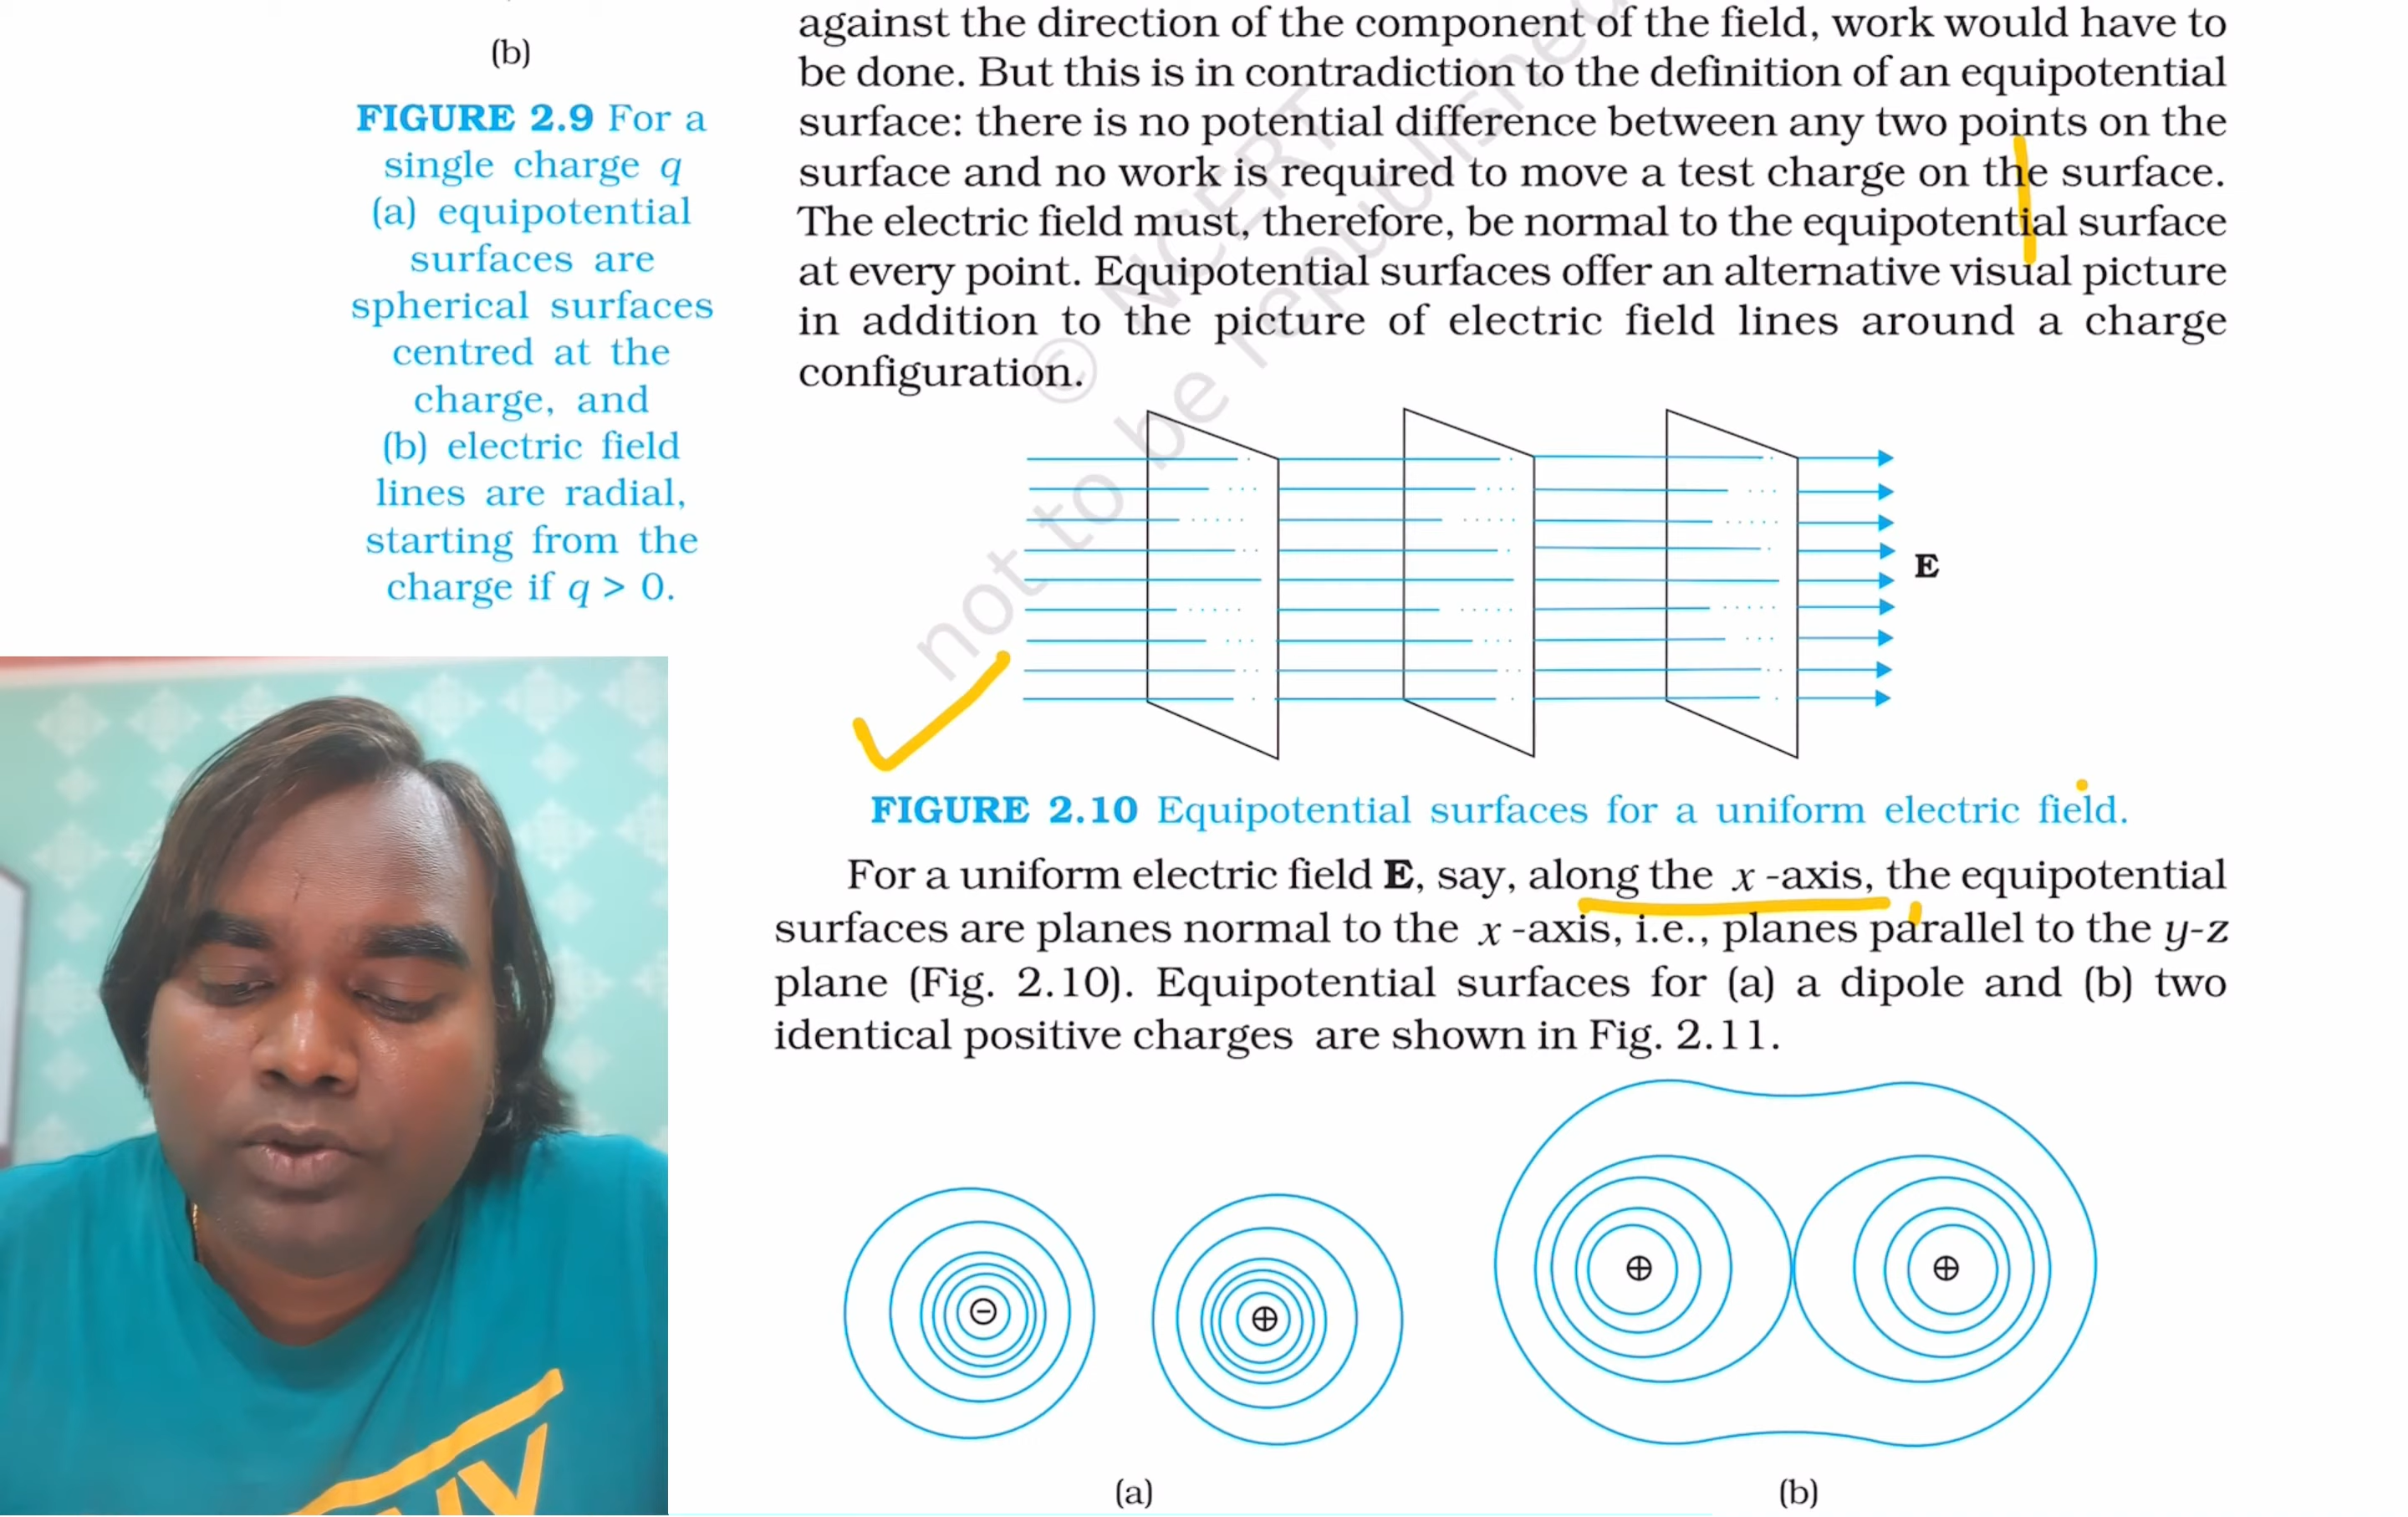 (b)
FIGURE 2.9 For a
single charge q
(a) equipotential
surfaces are
spherical surfaces
centred at the
charge, and
(b) electric field
lines are radial,
starting from the
charge if q > 0.
against the direction of the component of the field, work would have to
be done. But this is in contradiction to the definition of an equipotential
surface: there is no potential difference between any two points on the
surface and no work is required to move a test charge on the surface.
The electric field must, therefore, be normal to the equipotential surface
at every point. Equipotential surfaces offer an alternative visual picture
in addition to the picture of electric field lines around a charge
configuration.
© NCERT
not to be republished
E
FIGURE 2.10 Equipotential surfaces for a uniform electric field.
For a uniform electric field E, say, along the x -axis, the equipotential
surfaces are planes normal to the x -axis, i.e., planes parallel to the y-z
plane (Fig. 2.10). Equipotential surfaces for (a) a dipole and (b) two
identical positive charges are shown in Fig. 2.11.
(a)
(b)